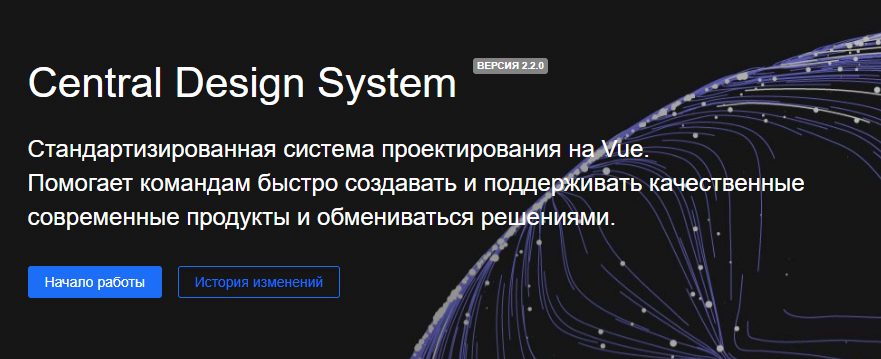 Central Design System
ВЕРСИЯ 2.2.0
Стандартизированная система проектирования на Vue.
Помогает командам быстро создавать и поддерживать качественные
современные продукты и обмениваться решениями.
Начало работы
История изменений